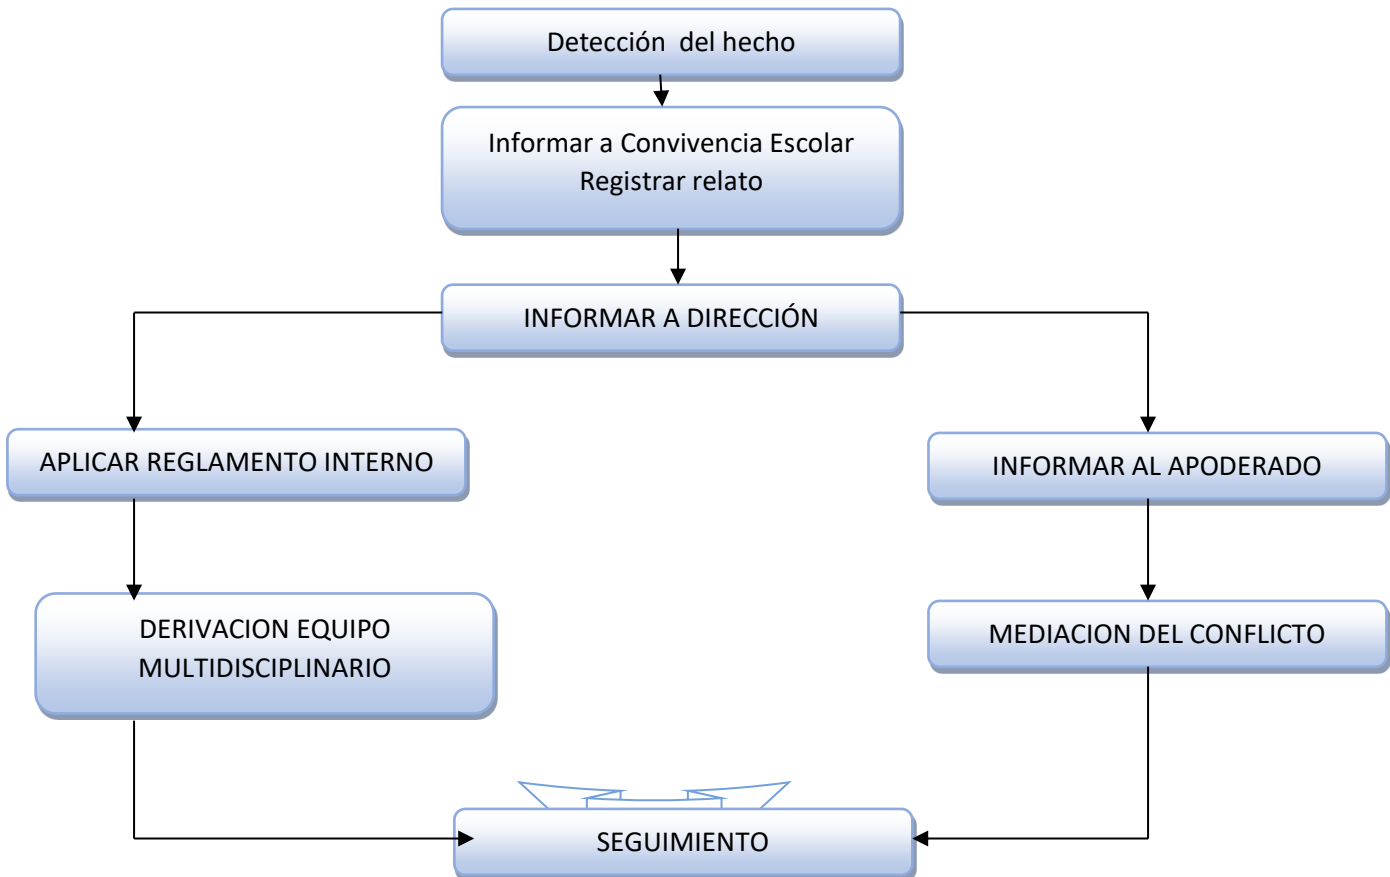 Detección  del hecho
Informar a Convivencia Escolar
Registrar relato
INFORMAR A DIRECCIÓN
APLICAR REGLAMENTO INTERNO
INFORMAR AL APODERADO
DERIVACION EQUIPO
MULTIDISCIPLINARIO
MEDIACION DEL CONFLICTO
SEGUIMIENTO